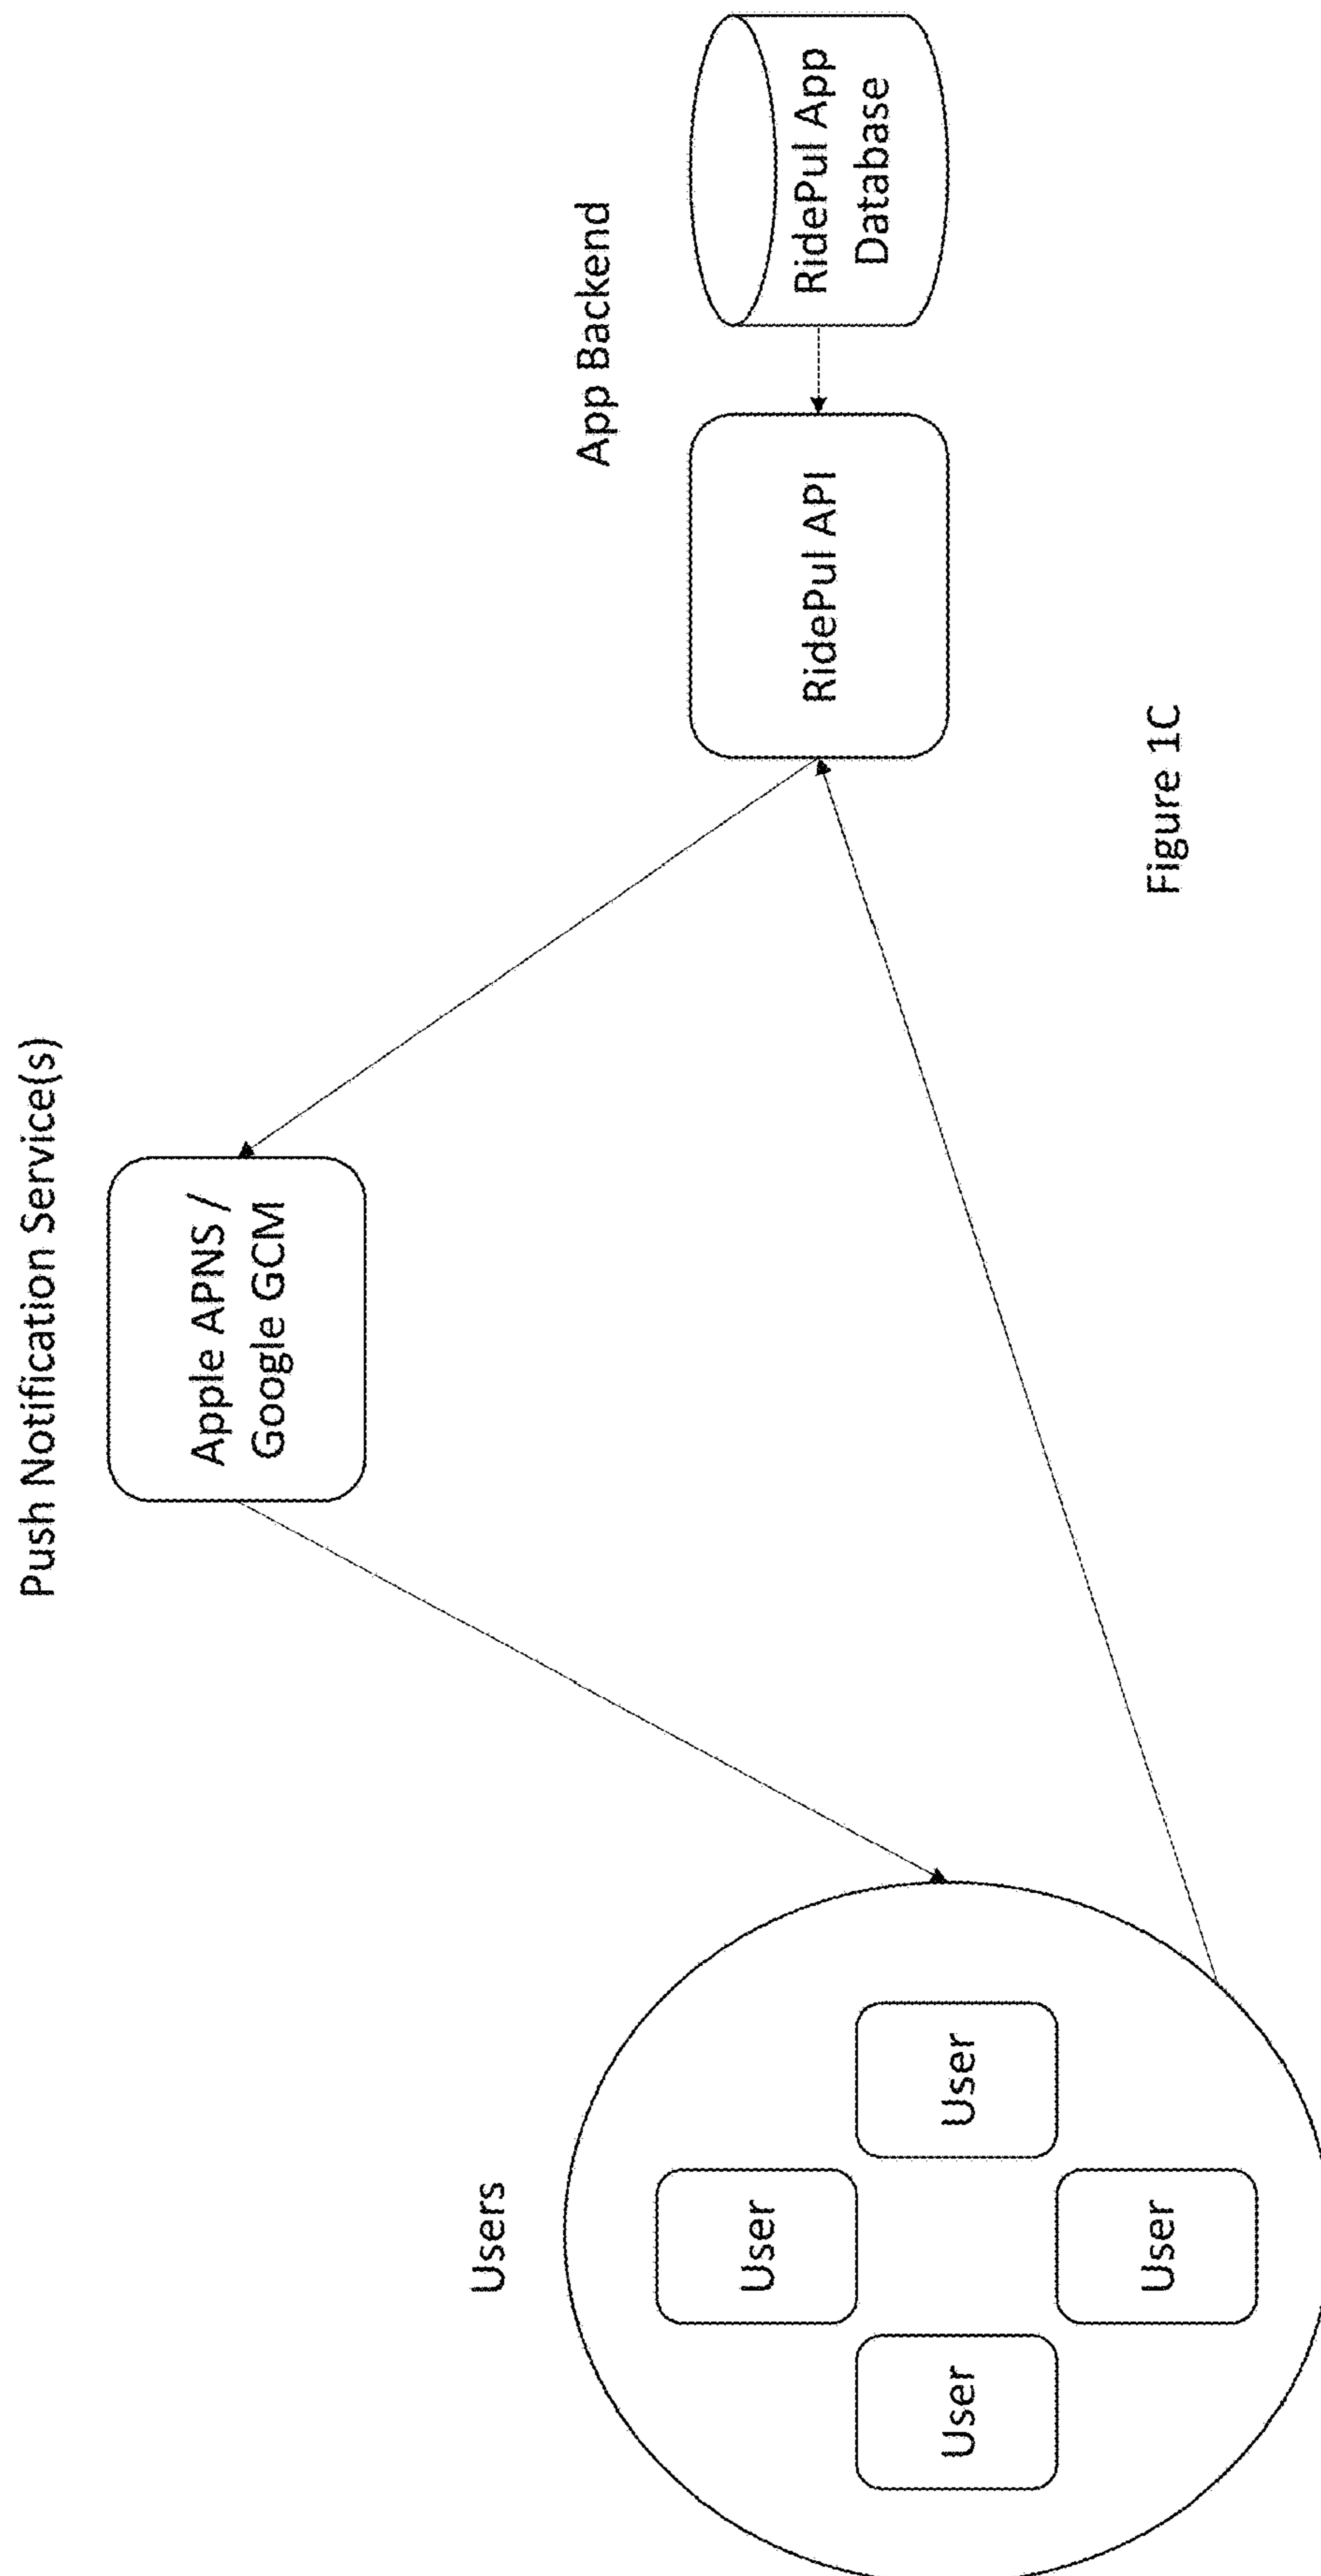 Push Notification Service(s)
Apple APNS /
Google GCM
Users
User
User
User
User
App Backend
RidePul API
RidePul App
Database
Figure 1C